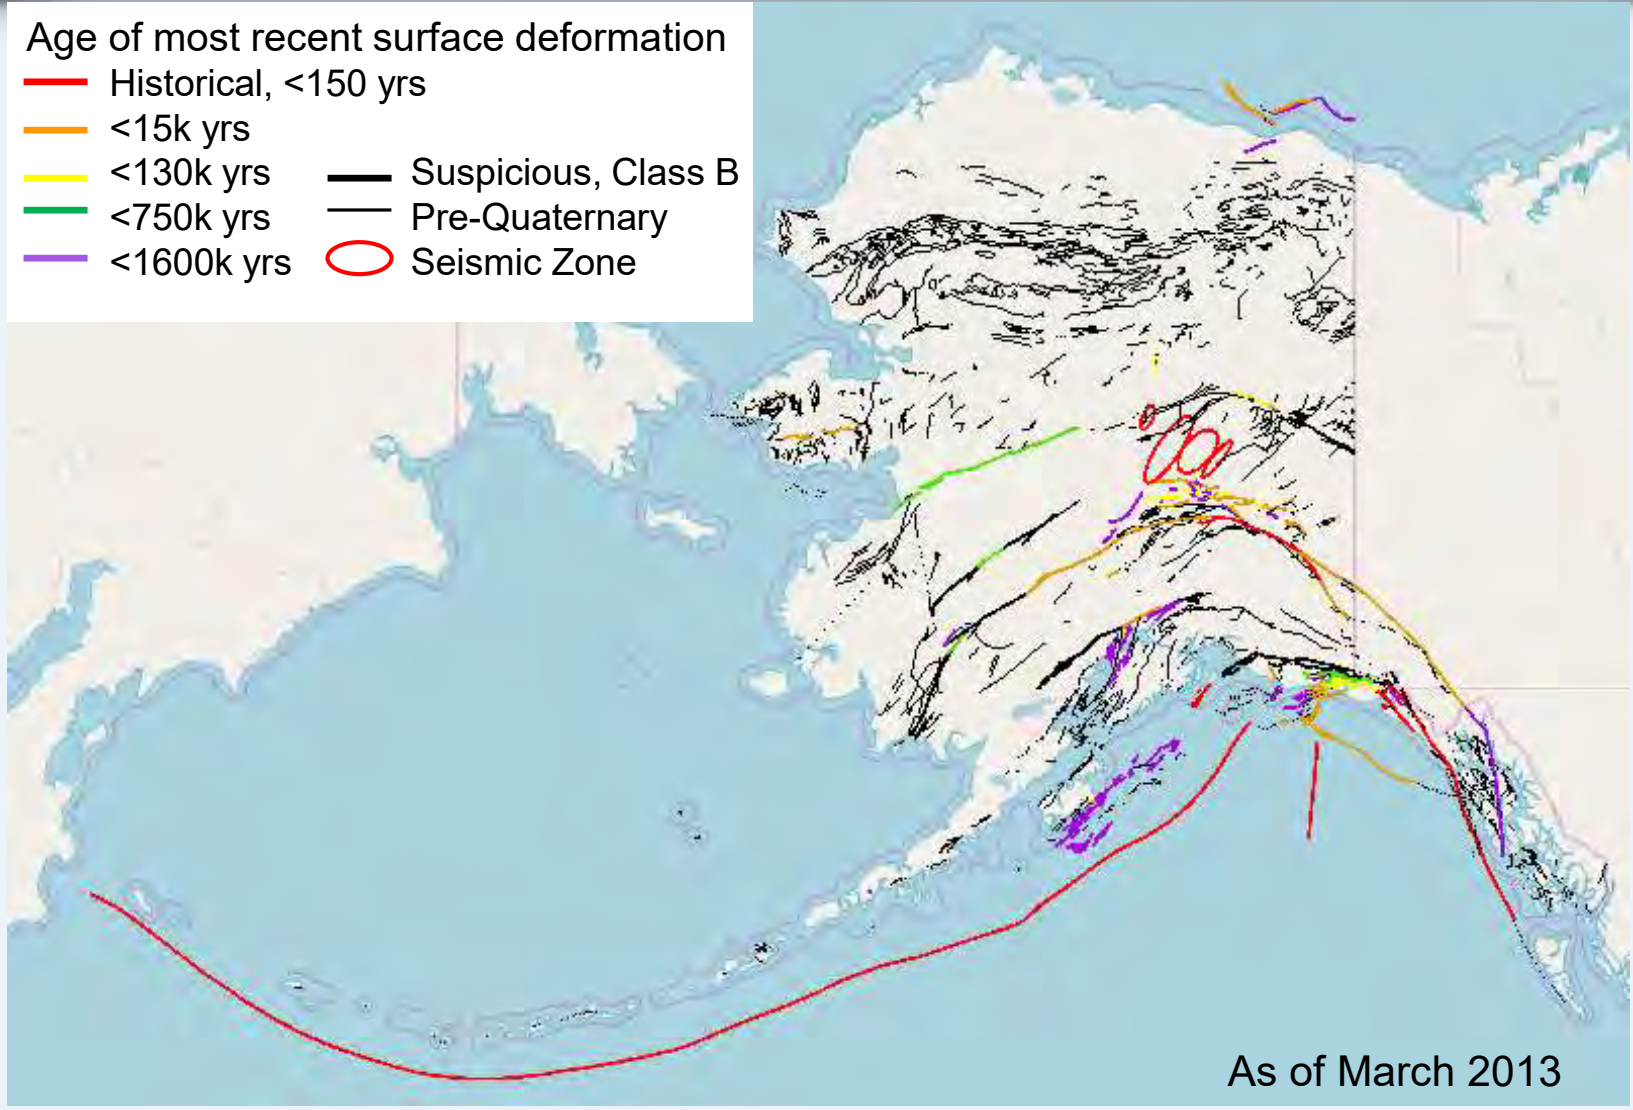 Age of most recent surface deformation
Historical, <150 yrs
<15k yrs
<130k yrs
<750k yrs
<1600k yrs
Suspicious, Class B
Pre-Quaternary
Seismic Zone
As of March 2013